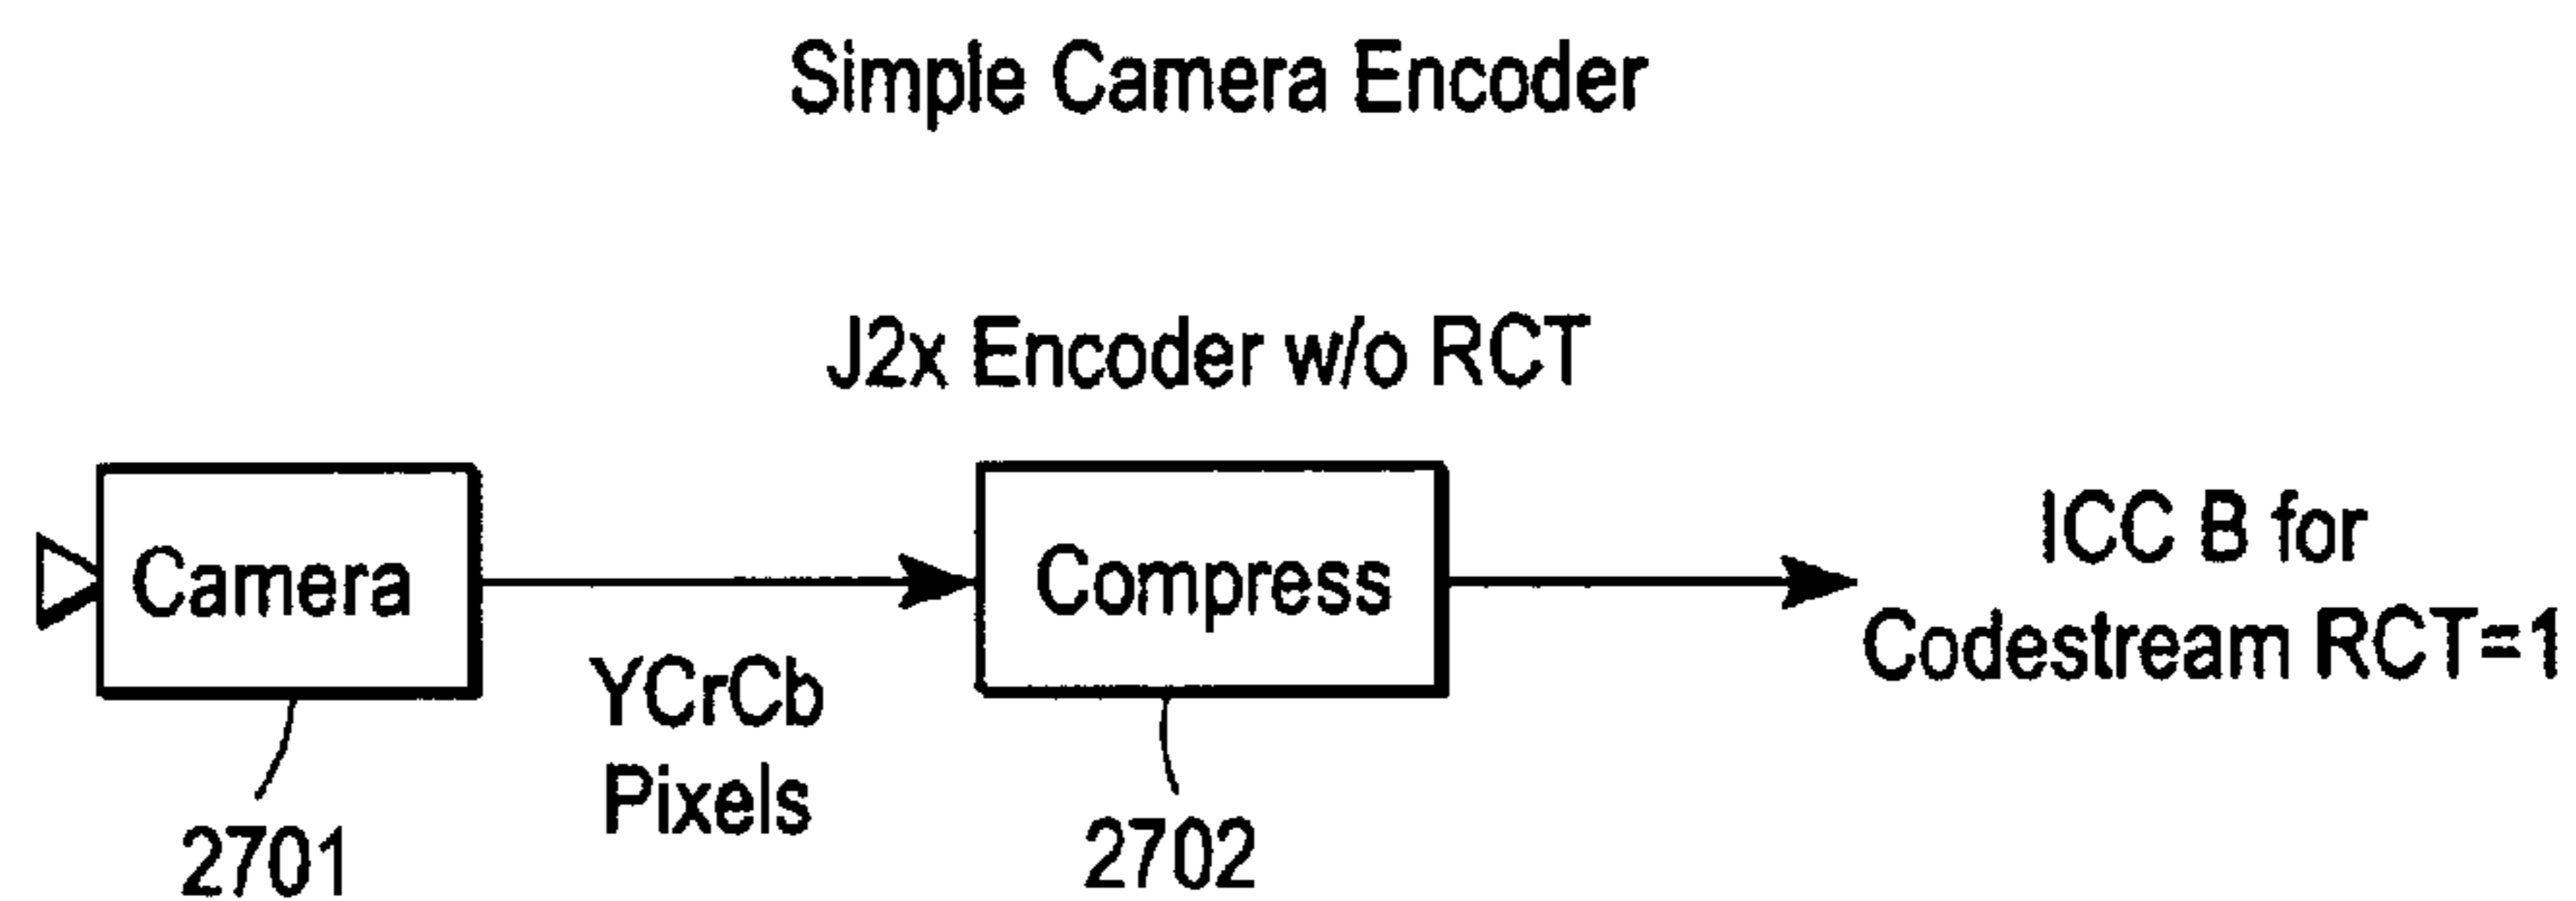 Simple Camera Encoder
J2x Encoder w/o RCT
Camera
YCrCb
Pixels
Compress
ICC B for
Codestream RCT=1
2701
2702